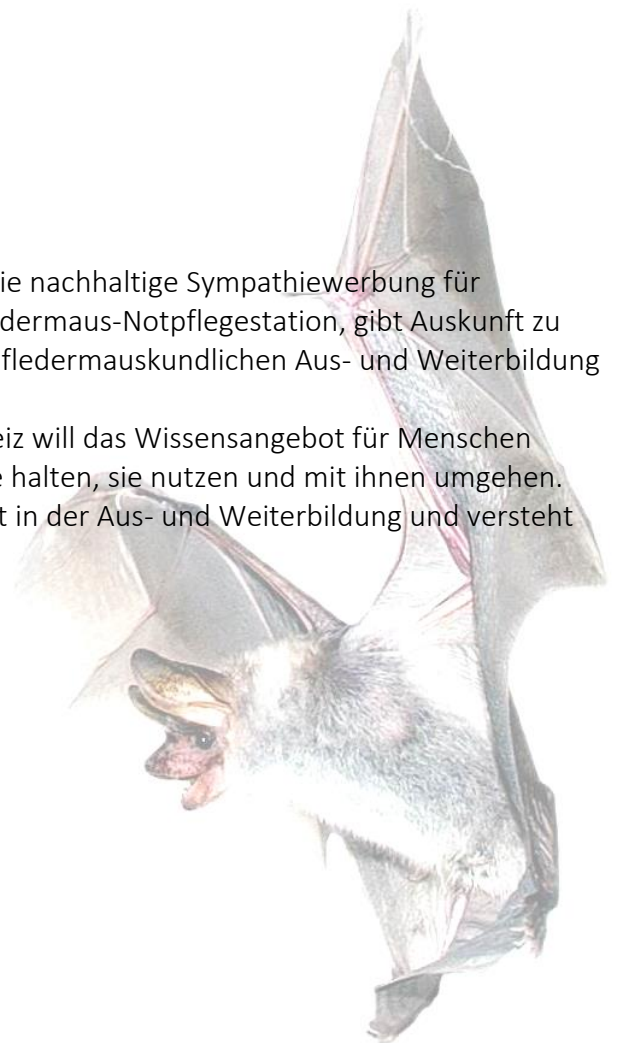 ie nachhaltige Sympathiewerbung für
dermaus-Notpflegestation, gibt Auskunft zu
fledermauskundlichen Aus- und Weiterbildung
eiz will das Wissensangebot für Menschen
e halten, sie nutzen und mit ihnen umgehen.
t in der Aus- und Weiterbildung und versteht